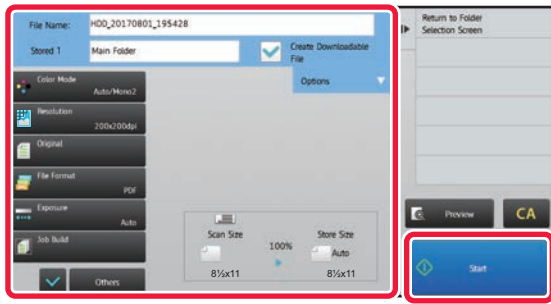 File Name:
HDO_20170801_195428
Stored 1
Main Folder
Create Downloadable
File
Options
Color Mode
Auto/Mono2
Resolution
200x200dpi
Original
File Format
PDF
Exposure
Auto
Job Build
Others
Scan Size
100%
Store Size
Auto
8½x11
8½x11
Return to Folder
Selection Screen
Preview
CA
Start